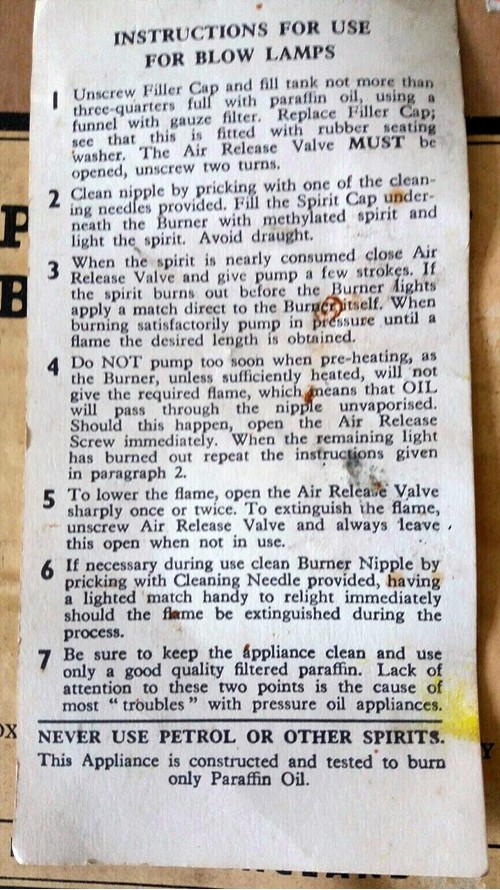 INSTRUCTIONS FOR USE
FOR BLOW LAMPS
1 Unscrew Filler Cap and fill tank not more than
three-quarters full with paraffin oil, using a
funnel with gauze filter. Replace Filler Cap;
see that this is fitted with rubber seating
washer. The Air Release Valve MUST be
opened, unscrew two turns.
2 Clean nipple by pricking with one of the clean-
ing needles provided. Fill the Spirit Cap under-
neath the Burner with methylated spirit and
light the spirit. Avoid draught.
3 When the spirit is nearly consumed close Air
Release Valve and give pump a few strokes. If
the spirit burns out before the Burner lights
apply a match direct to the Burner itself. When
burning satisfactorily pump in pressure until a
flame the desired length is obtained.
4 Do NOT pump too soon when pre-heating, as
the Burner, unless sufficiently heated, will not
give the required flame, which means that OIL
will pass through the nipple unvaporised.
Should this happen, open the Air Release
Screw immediately. When the remaining light
has burned out repeat the instructions given
in paragraph 2.
5 To lower the flame, open the Air Release Valve
sharply once or twice. To extinguish the flame,
unscrew Air Release Valve and always leave
this open when not in use.
6 If necessary during use clean Burner Nipple by
pricking with Cleaning Needle provided, having
a lighted match handy to relight immediately
should the flame be extinguished during the
process.
7 Be sure to keep the appliance clean and use
only a good quality filtered paraffin. Lack of
attention to these two points is the cause of
most "troubles" with pressure oil appliances.
NEVER USE PETROL OR OTHER SPIRITS.
This Appliance is constructed and tested to burn
only Paraffin Oil.